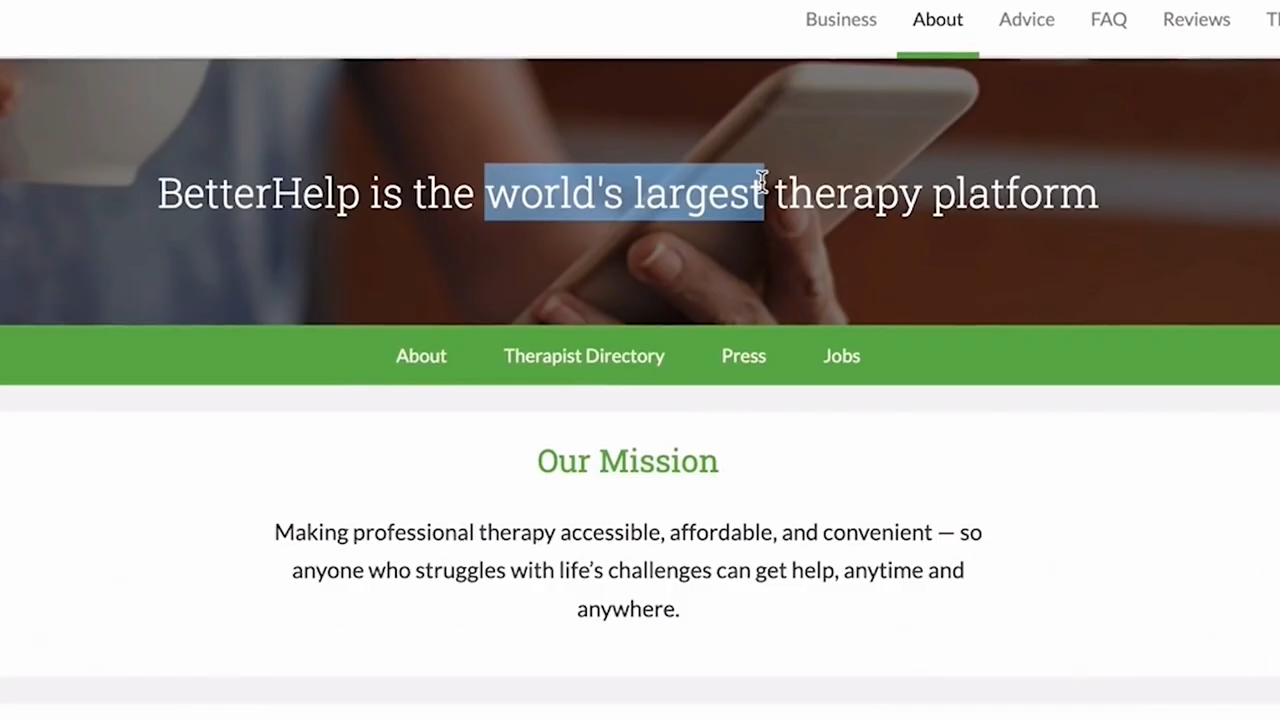 Business About Advice FAQ Reviews
BetterHelp is the world's largest therapy platform
About Therapist Directory Press Jobs
Our Mission
Making professional therapy accessible, affordable, and convenient — so
anyone who struggles with life’s challenges can get help, anytime and
anywhere.